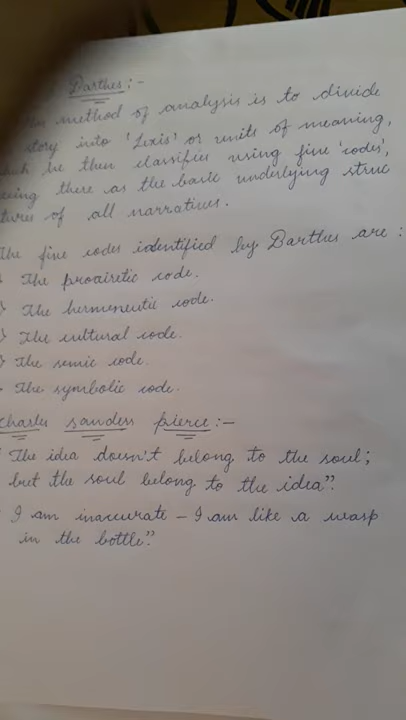 Barthes:-
method of analysis is to divide
story into 'Lexis' or units of meaning,
he then classifies using five 'codes',
there as the basic underlying struc
tures of all narratives.
The five codes identified by Barthes are :
The proairetic code.
The hermeneutic code.
The cultural code.
The semic code.
The symbolic code.
Charles sanders pierce:-
The idea doesn't belong to the soul;
but the soul belong to the idea"
I am inaccurate - I am like a wasp
in the bottle"